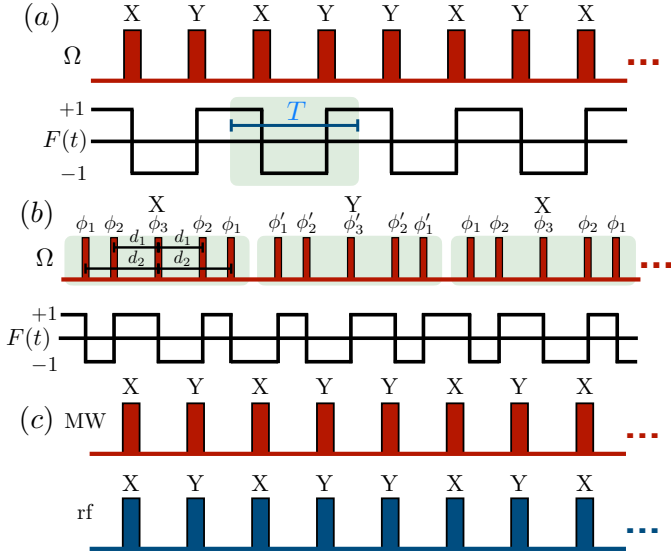 (a) X Y X Y Y X Y X
Ω ...
+1
T
F(t)
−1
(b) X Y X
ϕ₁ ϕ₂ ϕ₃ ϕ₂ ϕ₁ ϕ′₁ ϕ′₂ ϕ′₃ ϕ′₂ ϕ′₁ ϕ₁ ϕ₂ ϕ₃ ϕ₂ ϕ₁
d₁ d₁
Ω d₂ d₂ ...
+1
F(t)
−1
X Y X Y Y X Y X
(c) MW ...
X Y X Y Y X Y X
rf ...